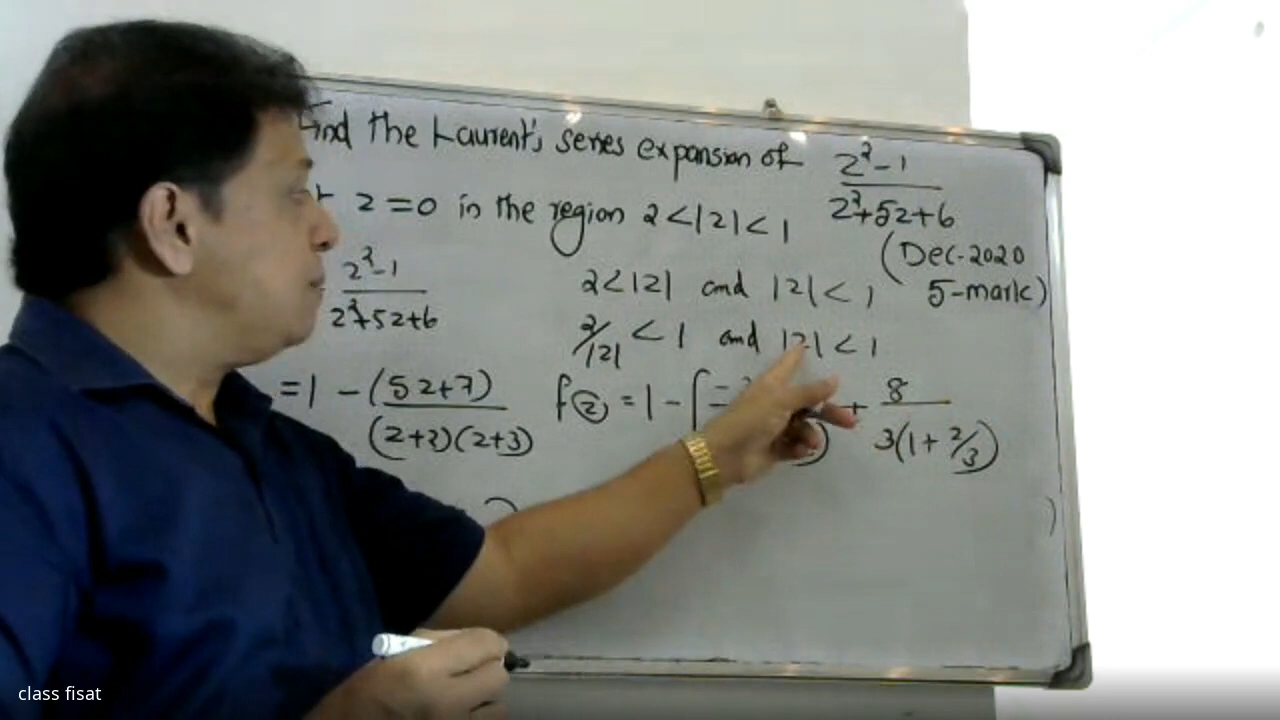 Find the Laurent's series expansion of z²-1 / z²+5z+6
z=0 in the region 2<|z|<1
(Dec-2020 5-mark)
z²-1 / z²+5z+6
2<|z| and |z|<1
2/|z| <1 and |z|<1
=1 - (5z+7) / (z+2)(z+3)
f(z) = 1 - [ + 8 / 3(1+z/3)
class fisat